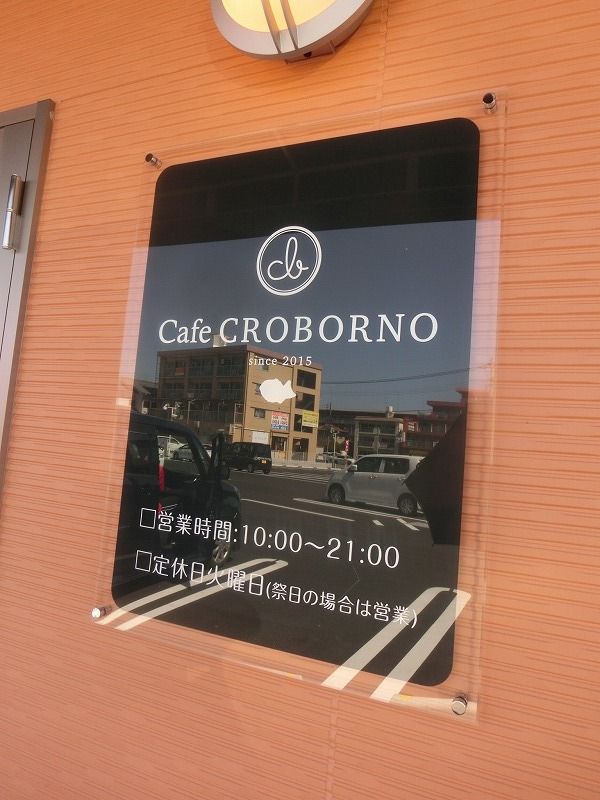 cb
Cafe CROBORNO
since 2015
□営業時間:10:00〜21:00
□定休日火曜日(祭日の場合は営業)